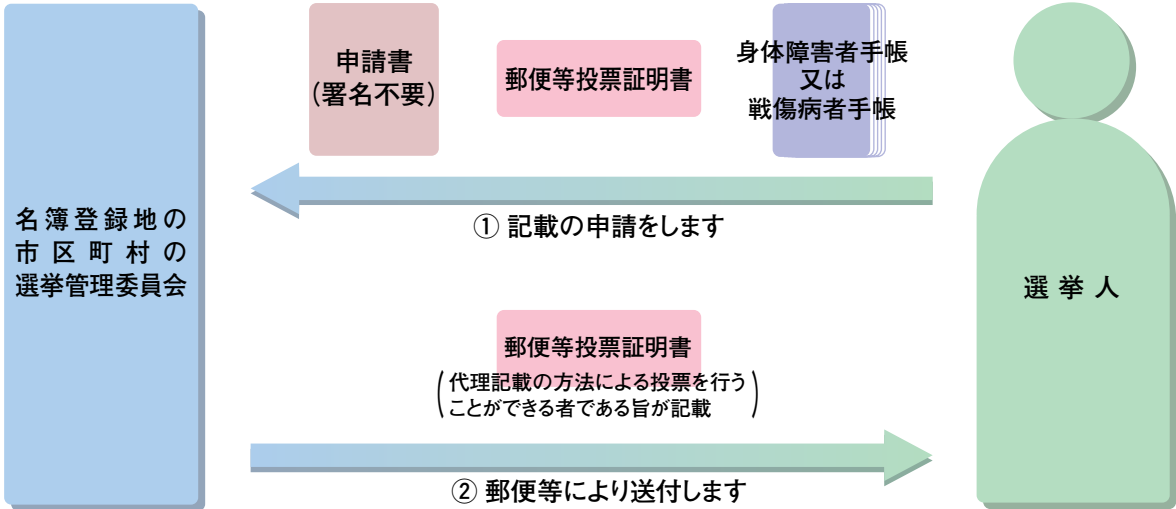 申請書
(署名不要)
郵便等投票証明書
身体障害者手帳
又は
戦傷病者手帳
① 記載の申請をします
名簿登録地の
市区町村の
選挙管理委員会
選挙人
郵便等投票証明書
(代理記載の方法による投票を行う
ことができる者である旨が記載)
② 郵便等により送付します